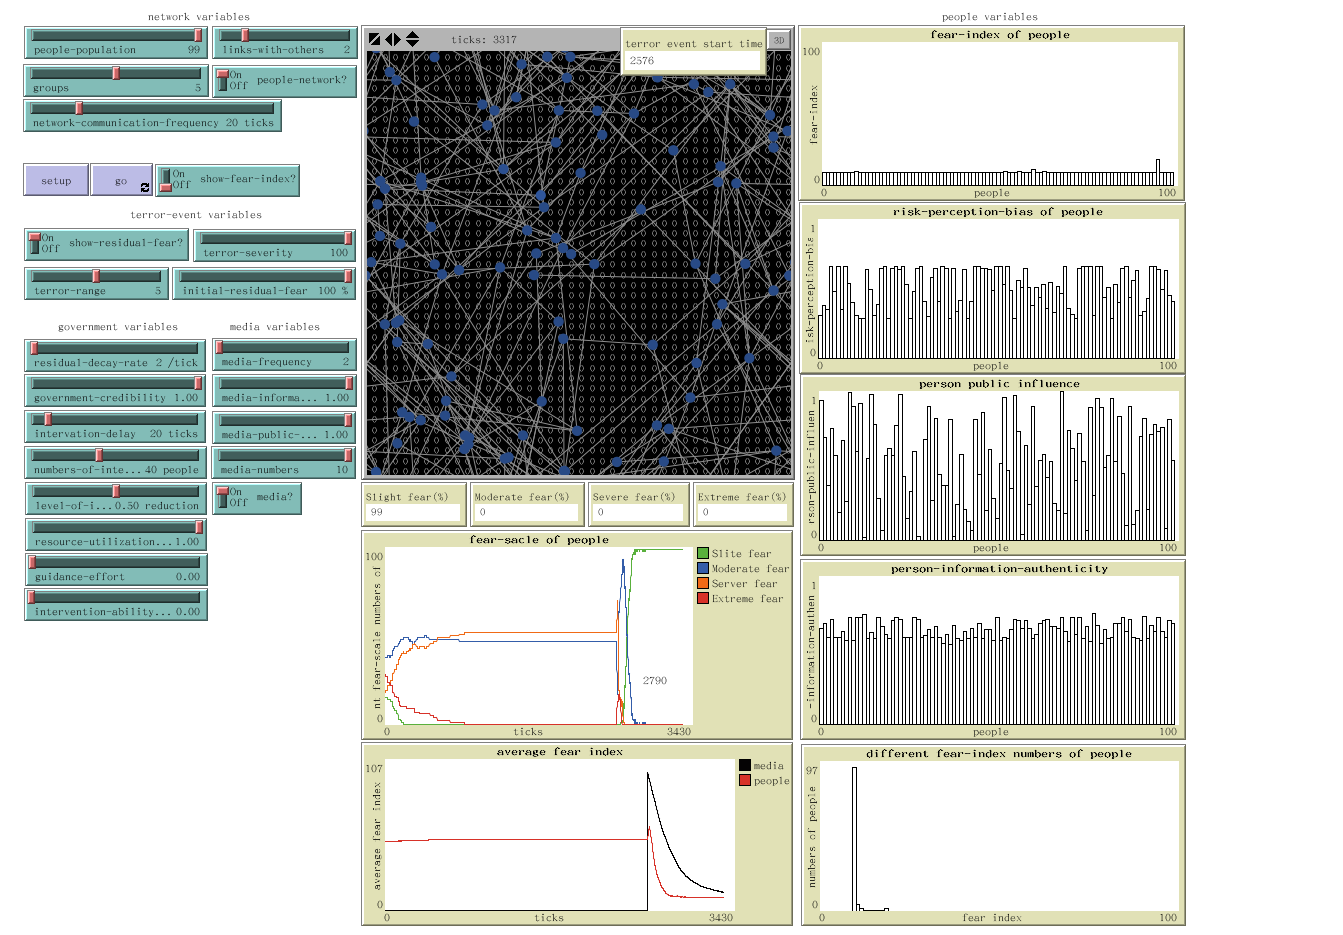 network variables
people-population 99
links-with-others 2
groups 5
On
Off
people-network?
network-communication-frequency 20 ticks
setup
go
On
Off
show-fear-index?
terror-event variables
On
Off
show-residual-fear?
terror-severity 100
terror-range 5
initial-residual-fear 100 %
government variables
media variables
residual-decay-rate 2 /tick
media-frequency 2
government-credibility 1.00
media-informa... 1.00
intervation-delay 20 ticks
media-public-... 1.00
numbers-of-inte... 40 people
media-numbers 10
level-of-i... 0.50 reduction
On
Off
media?
resource-utilization... 1.00
guidance-effort 0.00
intervention-ability... 0.00
ticks: 3317
3D
terror event start time
2576
Slight fear(%)
99
Moderate fear(%)
0
Severe fear(%)
0
Extreme fear(%)
0
fear-sacle of people
100
nt fear-scale numbers of
0
0
ticks
3430
2790
Slite fear
Moderate fear
Server fear
Extreme fear
average fear index
107
average fear index
0
0
ticks
3430
media
people
people variables
fear-index of people
100
fear-index
0
0
people
100
risk-perception-bias of people
1
isk-perception-bia
0
0
people
100
person public influence
1
rson-public-influen
0
0
people
100
person-information-authenticity
1
-information-authen
0
0
people
100
different fear-index numbers of people
97
numbers of people
0
0
fear index
100